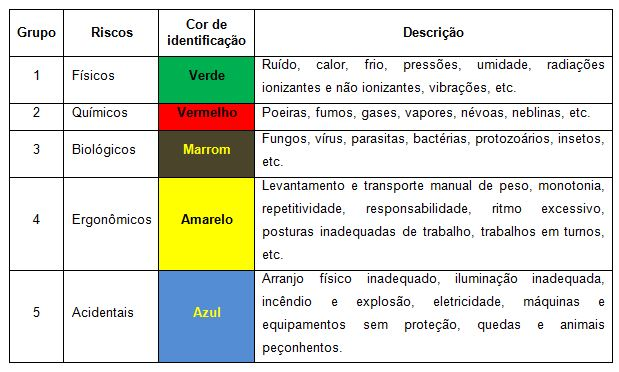 Grupo Riscos Cor de identificação Descrição
1 Físicos Verde Ruído, calor, frio, pressões, umidade, radiações
ionizantes e não ionizantes, vibrações, etc.
2 Químicos Vermelho Poeiras, fumos, gases, vapores, névoas, neblinas, etc.
3 Biológicos Marrom Fungos, vírus, parasitas, bactérias, protozoários, insetos,
etc.
4 Ergonômicos Amarelo Levantamento e transporte manual de peso, monotonia,
repetitividade, responsabilidade, ritmo excessivo,
posturas inadequadas de trabalho, trabalhos em turnos,
etc.
5 Acidentais Azul Arranjo físico inadequado, iluminação inadequada,
incêndio e explosão, eletricidade, máquinas e
equipamentos sem proteção, quedas e animais
peçonhentos.